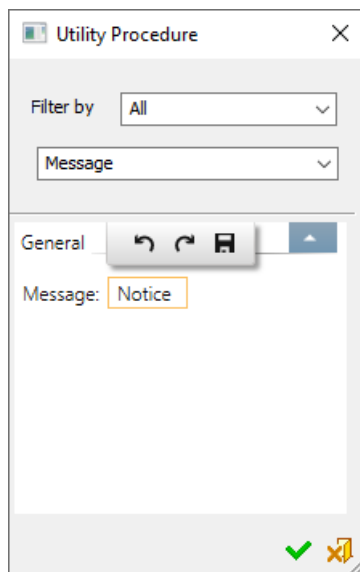 Utility Procedure
Filter by All
Message
General
Message: Notice